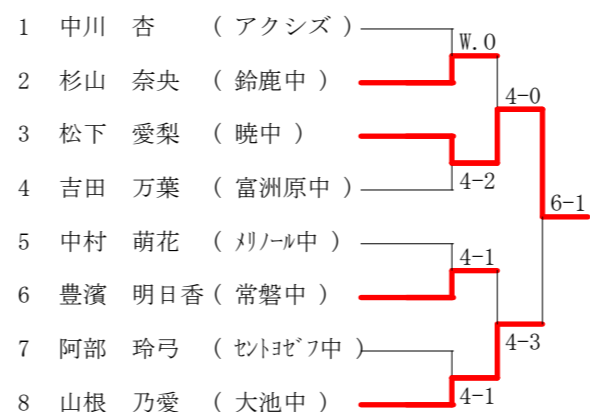 1 中川 杏 ( アクシズ )
W.O
2 杉山 奈央 ( 鈴鹿中 )
4-0
3 松下 愛梨 ( 暁中 )
4-2
4 吉田 万葉 ( 富洲原中 )
6-1
5 中村 萌花 ( ﾒﾘﾉｰﾙ中 )
4-1
6 豊濱 明日香 ( 常磐中 )
4-3
7 阿部 玲弓 ( ｾﾝﾄﾖｾﾞﾌ中 )
4-1
8 山根 乃愛 ( 大池中 )